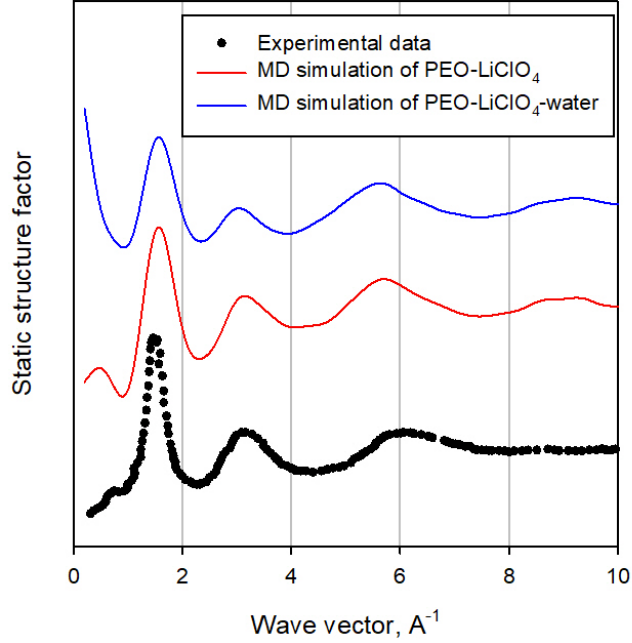 Experimental data
MD simulation of PEO-LiClO₄
MD simulation of PEO-LiClO₄-water
Static structure factor
0 2 4 6 8 10
Wave vector, A⁻¹